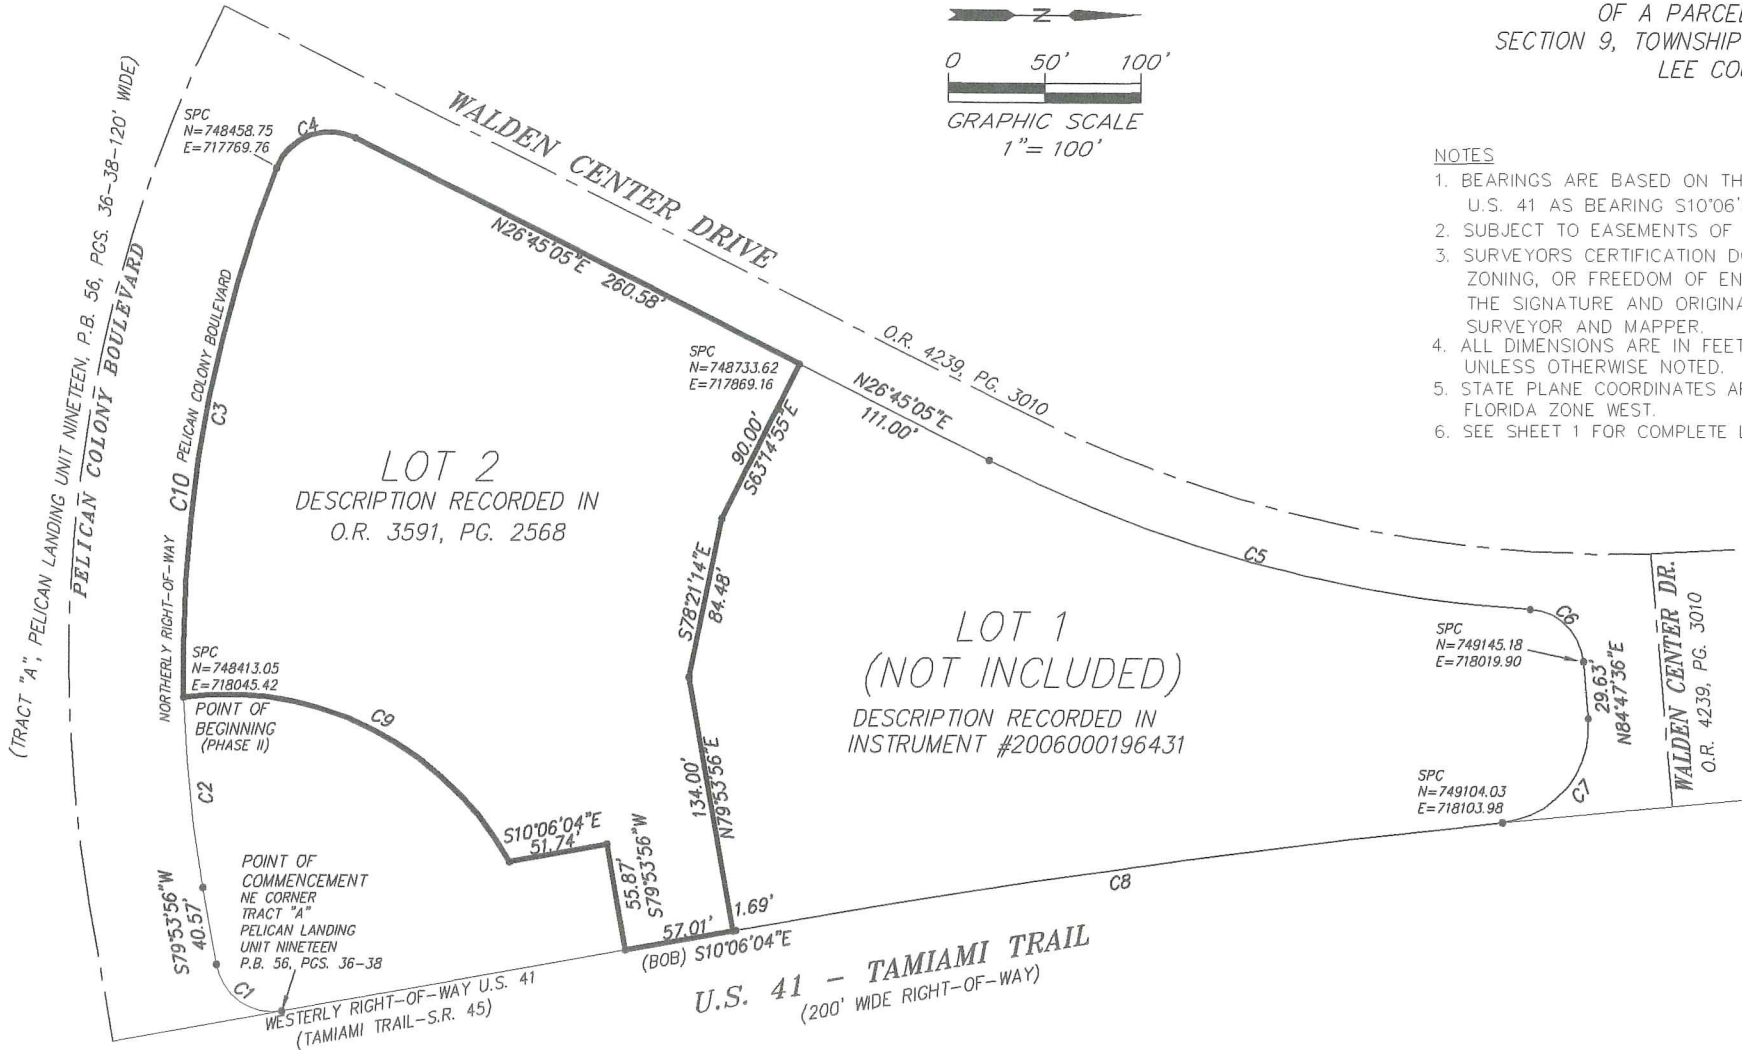 OF A PARCEL
SECTION 9, TOWNSHIP
LEE COU
N
0 50' 100'
GRAPHIC SCALE
1"= 100'
NOTES
1. BEARINGS ARE BASED ON TH
U.S. 41 AS BEARING S10°06'
2. SUBJECT TO EASEMENTS OF
3. SURVEYORS CERTIFICATION DO
ZONING, OR FREEDOM OF EN
THE SIGNATURE AND ORIGINA
SURVEYOR AND MAPPER.
4. ALL DIMENSIONS ARE IN FEET
UNLESS OTHERWISE NOTED.
5. STATE PLANE COORDINATES AR
FLORIDA ZONE WEST.
6. SEE SHEET 1 FOR COMPLETE L
(TRACT "A", PELICAN LANDING UNIT NINETEEN, P.B. 56, PGS. 36-38-120' WIDE)
PELICAN COLONY BOULEVARD
SPC
N=748458.75
E=717769.76
C4
WALDEN CENTER DRIVE
N26°45'05"E 260.58'
O.R. 4239, PG. 3010
N26°45'05"E
111.00'
SPC
N=748733.62
E=717869.16
90.00'
S63°14'55"E
NORTHERLY RIGHT-OF-WAY C10 PELICAN COLONY BOULEVARD
C3
LOT 2
DESCRIPTION RECORDED IN
O.R. 3591, PG. 2568
S78°21'14"E
84.48'
C5
C6
LOT 1
(NOT INCLUDED)
DESCRIPTION RECORDED IN
INSTRUMENT #2006000196431
SPC
N=749145.18
E=718019.90
29.63'
N84°47'36"E
WALDEN CENTER DR.
O.R. 4239, PG. 3010
SPC
N=748413.05
E=718045.42
POINT OF
BEGINNING
(PHASE II)
C9
C2
134.00'
N79°53'56"E
SPC
N=749104.03
E=718103.98
C7
S10°06'04"E
51.74'
55.87'
S79°53'56"W
C8
1.69'
57.01'
(BOB) S10°06'04"E
S79°53'56"W
40.57'
POINT OF
COMMENCEMENT
NE CORNER
TRACT "A"
PELICAN LANDING
UNIT NINETEEN
P.B. 56, PGS. 36-38
C1
WESTERLY RIGHT-OF-WAY U.S. 41
(TAMIAMI TRAIL-S.R. 45)
U.S. 41 - TAMIAMI TRAIL
(200' WIDE RIGHT-OF-WAY)